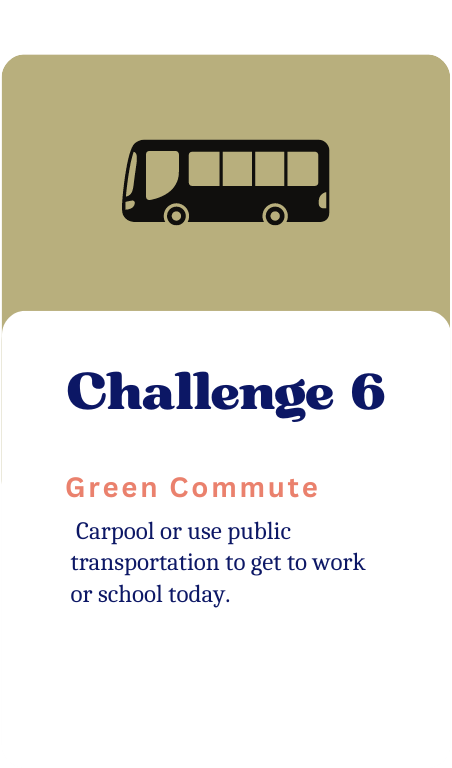 Challenge 6
Green Commute
Carpool or use public
transportation to get to work
or school today.